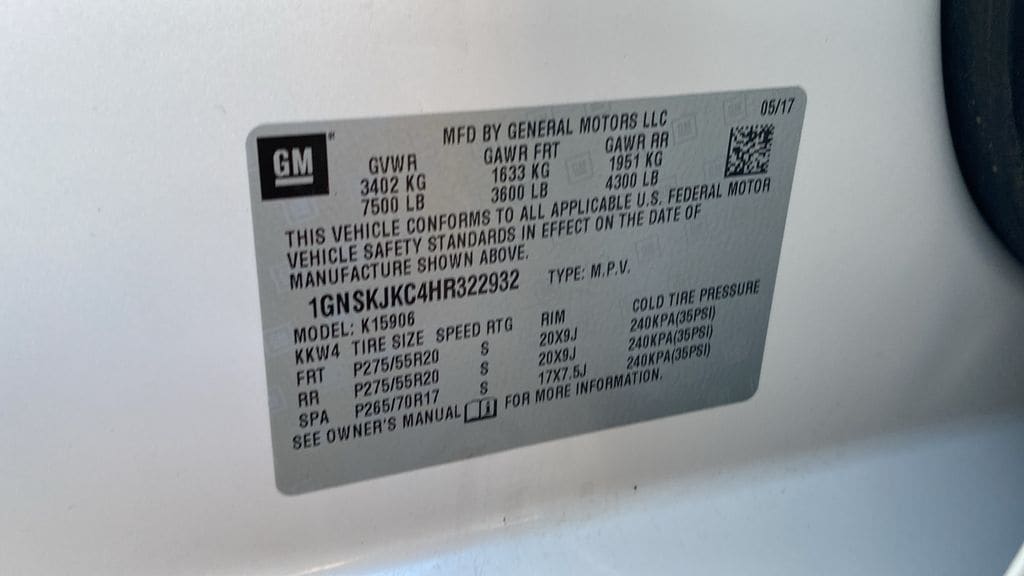 GM
MFD BY GENERAL MOTORS LLC 05/17
GVWR GAWR FRT GAWR RR
3402 KG 1633 KG 1951 KG
7500 LB 3600 LB 4300 LB
THIS VEHICLE CONFORMS TO ALL APPLICABLE U.S. FEDERAL MOTOR
VEHICLE SAFETY STANDARDS IN EFFECT ON THE DATE OF
MANUFACTURE SHOWN ABOVE.
1GNSKJKC4HR322932 TYPE: M.P.V.
MODEL: K15906
KKW4 TIRE SIZE SPEED RTG RIM COLD TIRE PRESSURE
FRT P275/55R20 S 20X9J 240KPA(35PSI)
RR P275/55R20 S 20X9J 240KPA(35PSI)
SPA P265/70R17 S 17X7.5J 240KPA(35PSI)
SEE OWNER'S MANUAL FOR MORE INFORMATION.